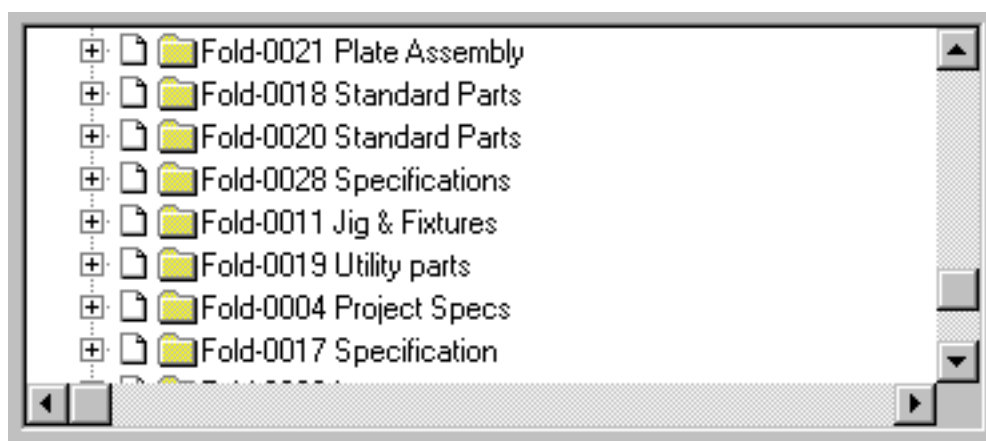 Fold-0021 Plate Assembly
Fold-0018 Standard Parts
Fold-0020 Standard Parts
Fold-0028 Specifications
Fold-0011 Jig & Fixtures
Fold-0019 Utility parts
Fold-0004 Project Specs
Fold-0017 Specification